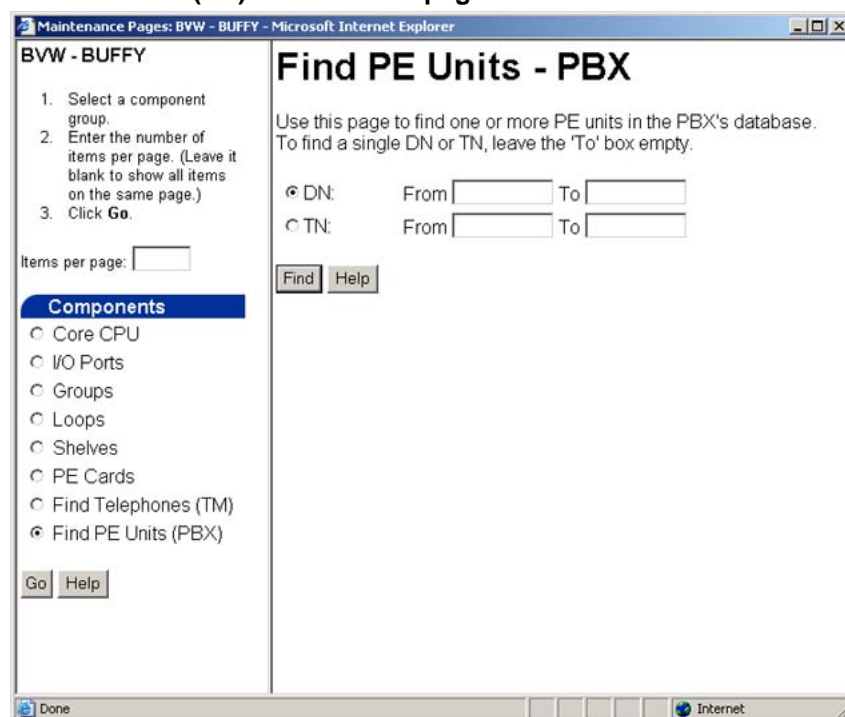 Maintenance Pages: BVW - BUFFY - Microsoft Internet Explorer
BVW - BUFFY
1. Select a component
group.
2. Enter the number of
items per page. (Leave it
blank to show all items
on the same page.)
3. Click Go.
Items per page:
Components
Core CPU
I/O Ports
Groups
Loops
Shelves
PE Cards
Find Telephones (TM)
Find PE Units (PBX)
Go Help
Find PE Units - PBX
Use this page to find one or more PE units in the PBX's database.
To find a single DN or TN, leave the 'To' box empty.
DN: From To
TN: From To
Find Help
Done Internet